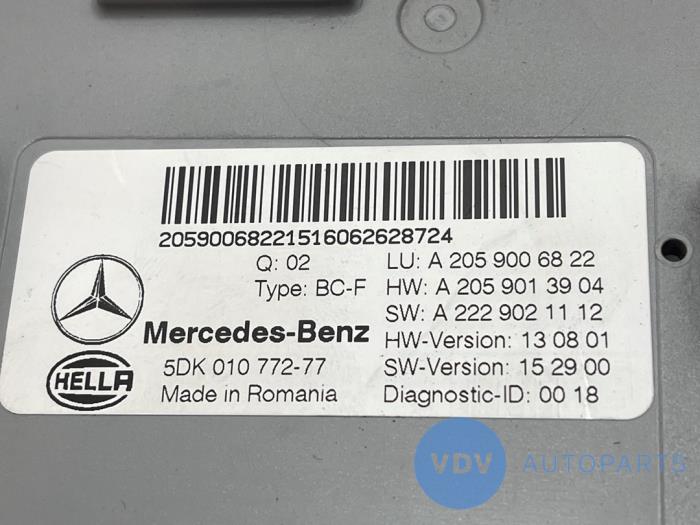 205900682215160626​28724
Q: 02
LU: A 205 900 68 22
Type: BC-F
HW: A 205 901 39 04
SW: A 222 902 11 12
Mercedes-Benz
HW-Version: 13 08 01
HELLA
5DK 010 772-77
SW-Version: 15 29 00
Made in Romania
Diagnostic-ID: 00 18
VDV AUTOPARTS